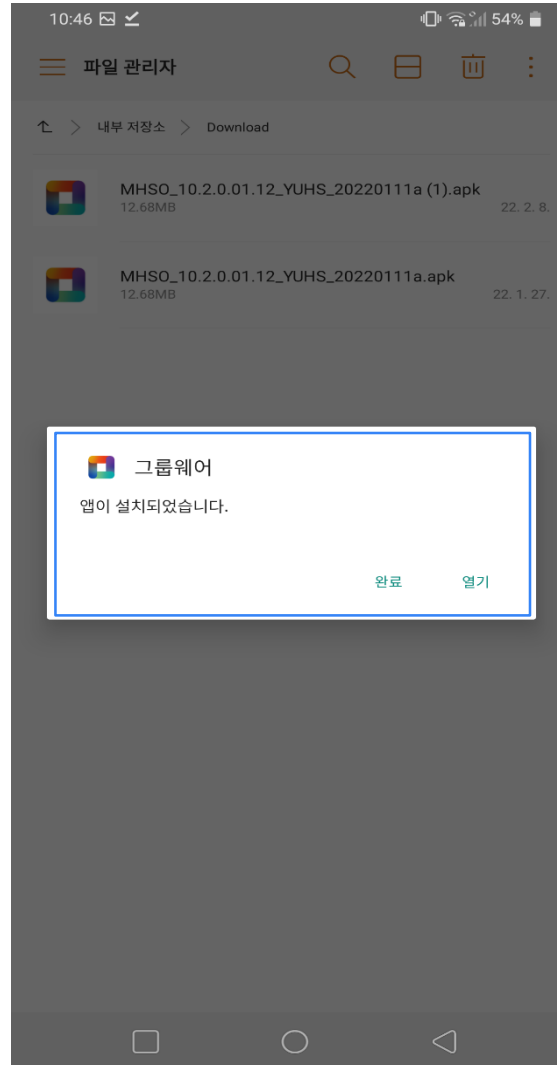 10:46 54%
파일 관리자
내부 저장소 Download
MHSO_10.2.0.01.12_YUHS_20220111a (1).apk
12.68MB 22. 2. 8.
MHSO_10.2.0.01.12_YUHS_20220111a.apk
12.68MB 22. 1. 27.
그룹웨어
앱이 설치되었습니다.
완료 열기